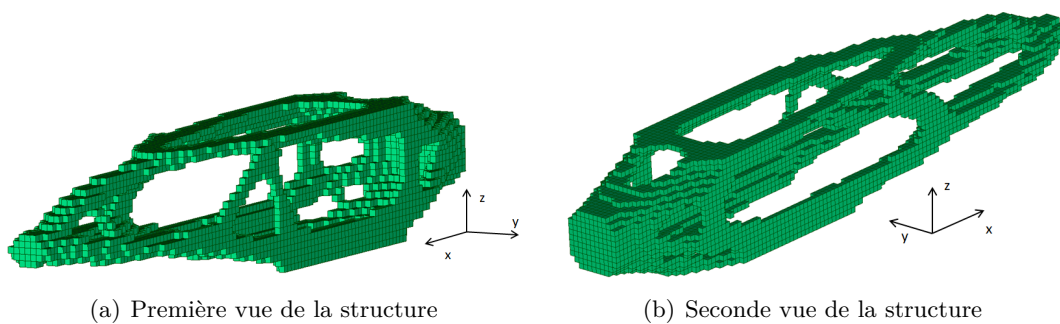 z
y
x
z
y
x
(a) Première vue de la structure
(b) Seconde vue de la structure